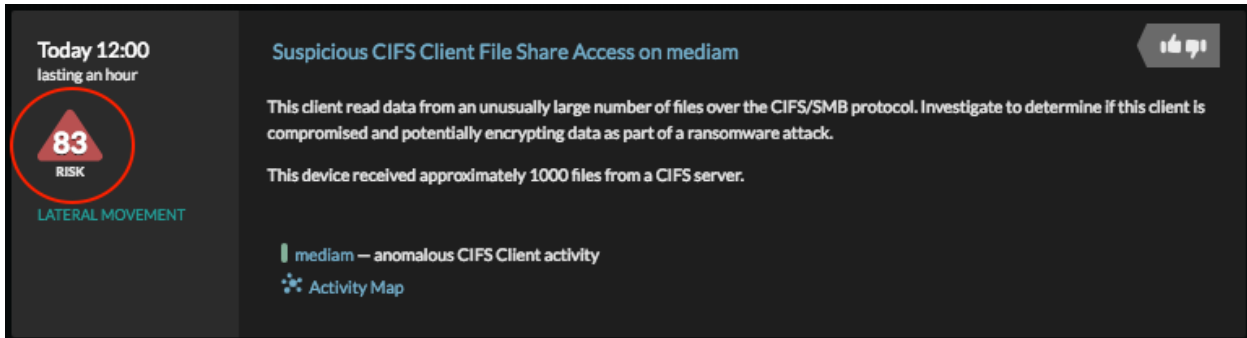 Today 12:00
lasting an hour
83
RISK
LATERAL MOVEMENT
Suspicious CIFS Client File Share Access on mediam
This client read data from an unusually large number of files over the CIFS/SMB protocol. Investigate to determine if this client is
compromised and potentially encrypting data as part of a ransomware attack.
This device received approximately 1000 files from a CIFS server.
mediam — anomalous CIFS Client activity
Activity Map